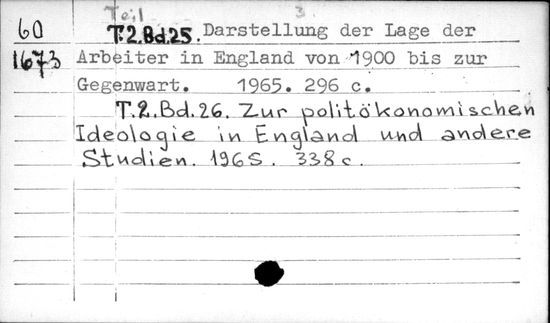 Teil 3
60 T.2.Bd.25. Darstellung der Lage der
1673 Arbeiter in England von 1900 bis zur
Gegenwart. 1965. 296 c.
T.2.Bd.26. Zur politökonomischen
Ideologie in England und andere
Studien. 1965. 338 c.